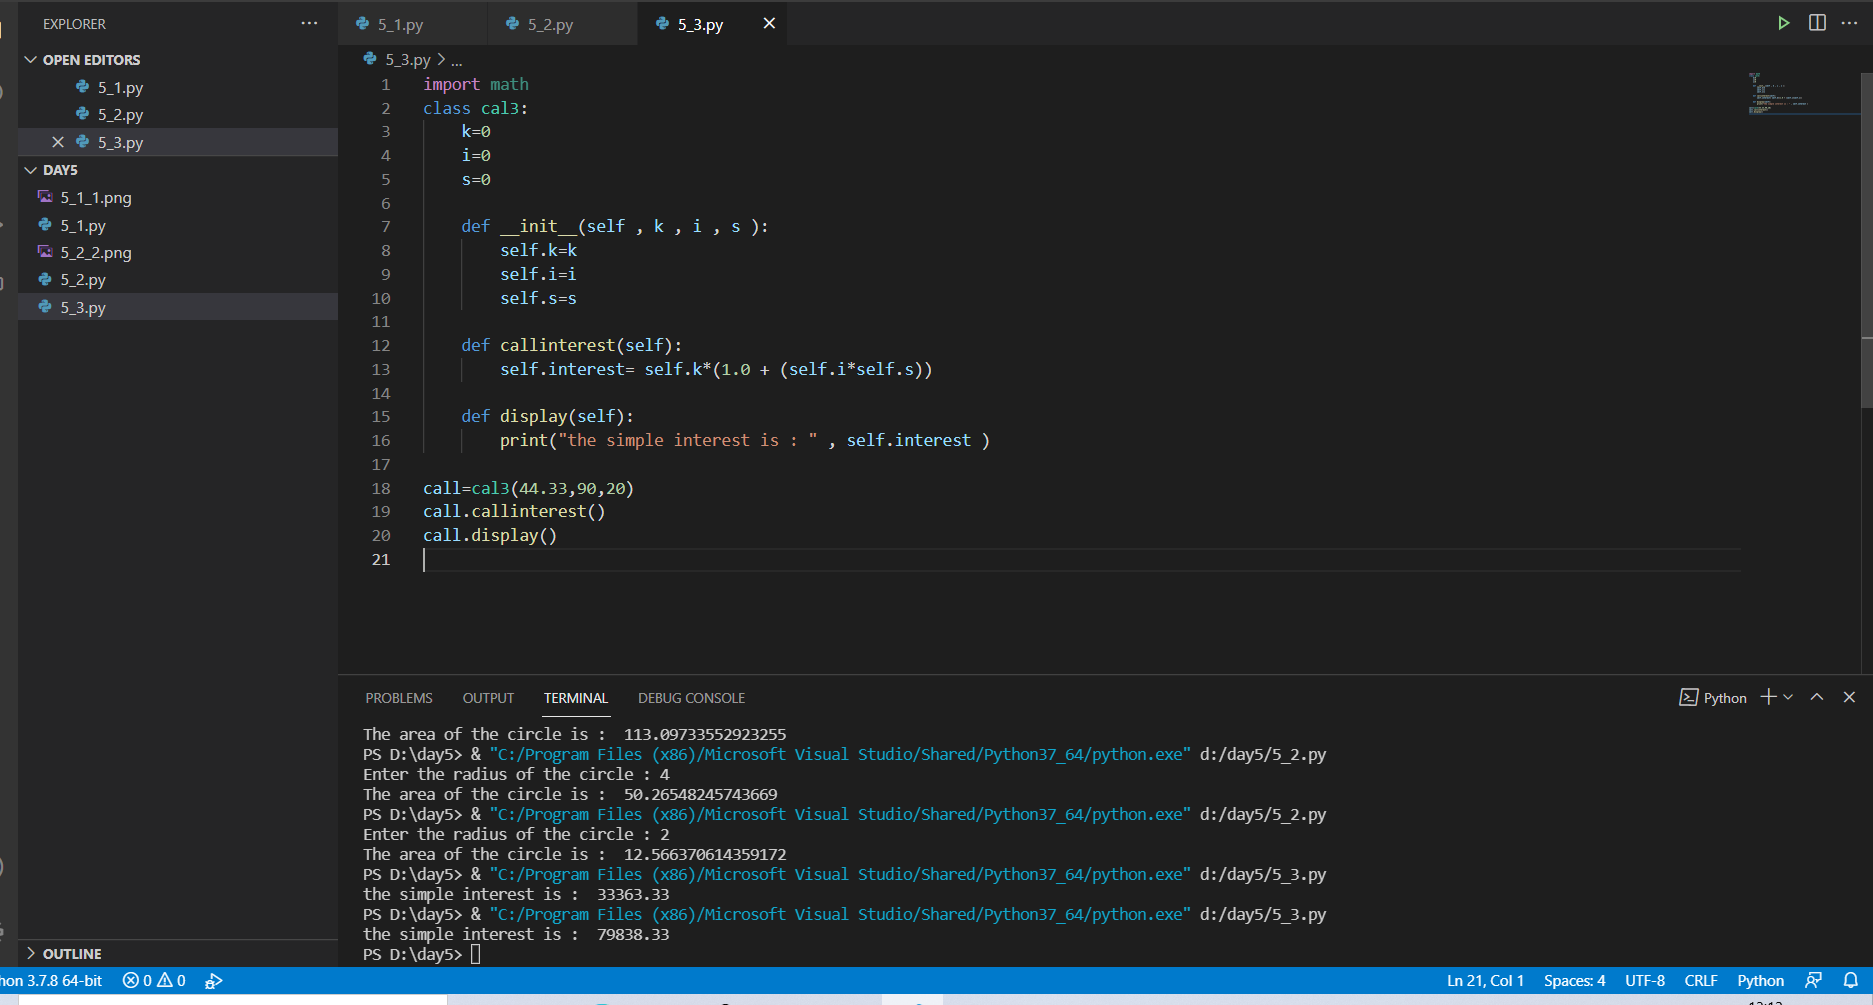 EXPLORER ···
5_1.py 5_2.py 5_3.py
OPEN EDITORS
5_1.py
5_2.py
5_3.py
DAY5
5_1_1.png
5_1.py
5_2_2.png
5_2.py
5_3.py
OUTLINE
5_3.py > ...
1 import math
2 class cal3:
3 k=0
4 i=0
5 s=0
6
7 def __init__(self , k , i , s ):
8 self.k=k
9 self.i=i
10 self.s=s
11
12 def callinterest(self):
13 self.interest= self.k*(1.0 + (self.i*self.s))
14
15 def display(self):
16 print("the simple interest is : " , self.interest )
17
18 call=cal3(44.33,90,20)
19 call.callinterest()
20 call.display()
21
PROBLEMS OUTPUT TERMINAL DEBUG CONSOLE Python
The area of the circle is :  113.09733552923255
PS D:\day5> & "C:/Program Files (x86)/Microsoft Visual Studio/Shared/Python37_64/python.exe" d:/day5/5_2.py
Enter the radius of the circle : 4
The area of the circle is :  50.26548245743669
PS D:\day5> & "C:/Program Files (x86)/Microsoft Visual Studio/Shared/Python37_64/python.exe" d:/day5/5_2.py
Enter the radius of the circle : 2
The area of the circle is :  12.566370614359172
PS D:\day5> & "C:/Program Files (x86)/Microsoft Visual Studio/Shared/Python37_64/python.exe" d:/day5/5_3.py
the simple interest is :  33363.33
PS D:\day5> & "C:/Program Files (x86)/Microsoft Visual Studio/Shared/Python37_64/python.exe" d:/day5/5_3.py
the simple interest is :  79838.33
PS D:\day5>
hon 3.7.8 64-bit 0 0 Ln 21, Col 1 Spaces: 4 UTF-8 CRLF Python